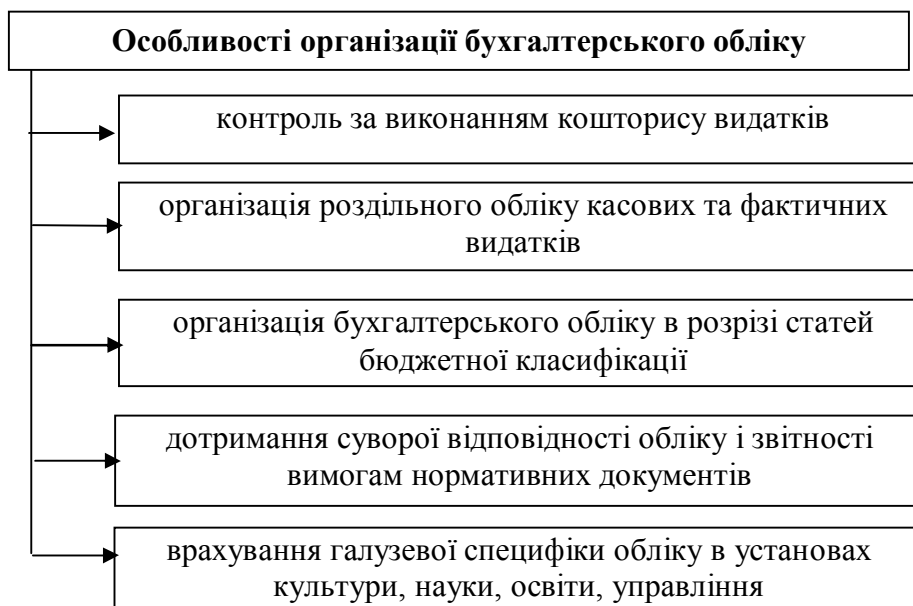 Особливості організації бухгалтерського обліку
контроль за виконанням кошторису видатків
організація роздільного обліку касових та фактичних
видатків
організація бухгалтерського обліку в розрізі статей
бюджетної класифікації
дотримання суворої відповідності обліку і звітності
вимогам нормативних документів
врахування галузевої специфіки обліку в установах
культури, науки, освіти, управління